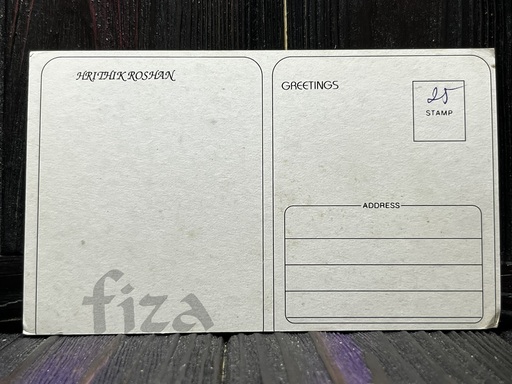 HRITHIK ROSHAN
fiza
GREETINGS
25
STAMP
ADDRESS